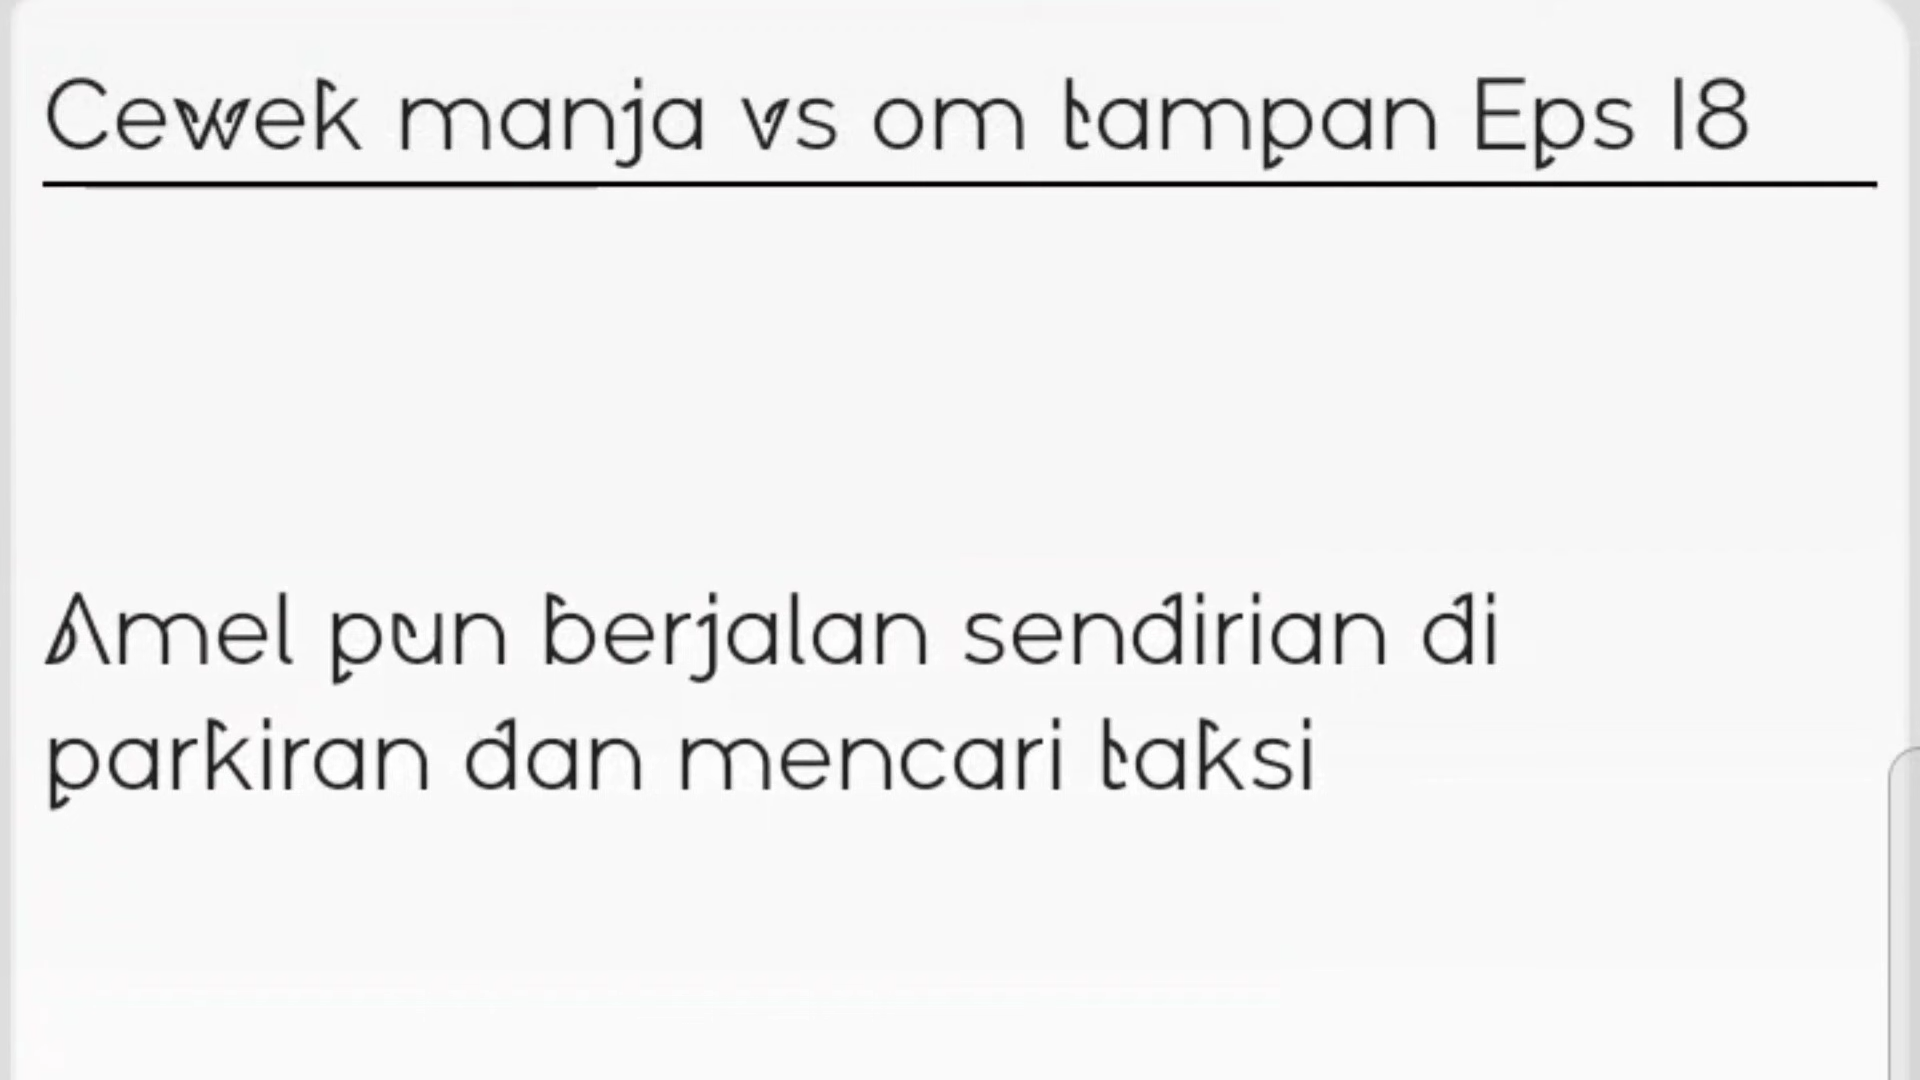 Cewek manja vs om tampan Eps 18
Amel pun berjalan sendirian di
parkiran dan mencari taksi